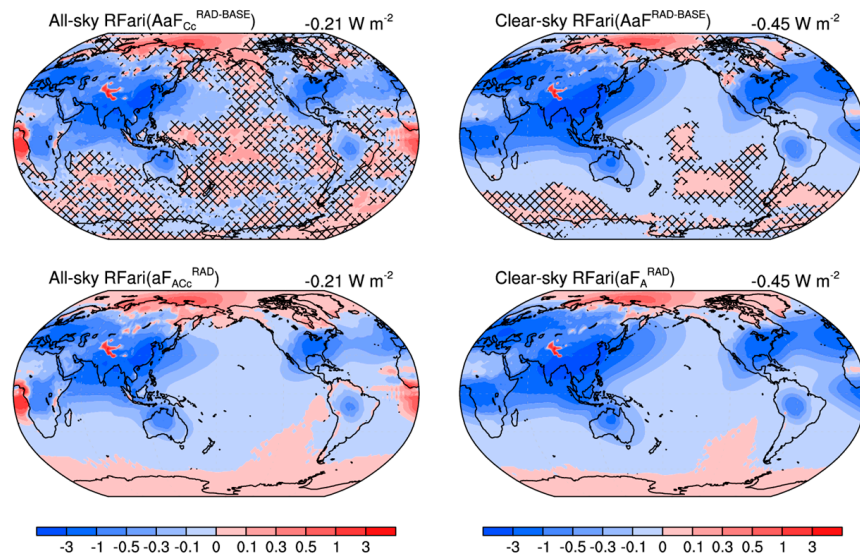 All-sky RFari(AaF_Cc^RAD-BASE) -0.21 W m⁻²
Clear-sky RFari(AaF^RAD-BASE) -0.45 W m⁻²
All-sky RFari(aF_ACc^RAD) -0.21 W m⁻²
Clear-sky RFari(aF_A^RAD) -0.45 W m⁻²
-3 -1 -0.5 -0.3 -0.1 0 0.1 0.3 0.5 1 3
-3 -1 -0.5 -0.3 -0.1 0 0.1 0.3 0.5 1 3